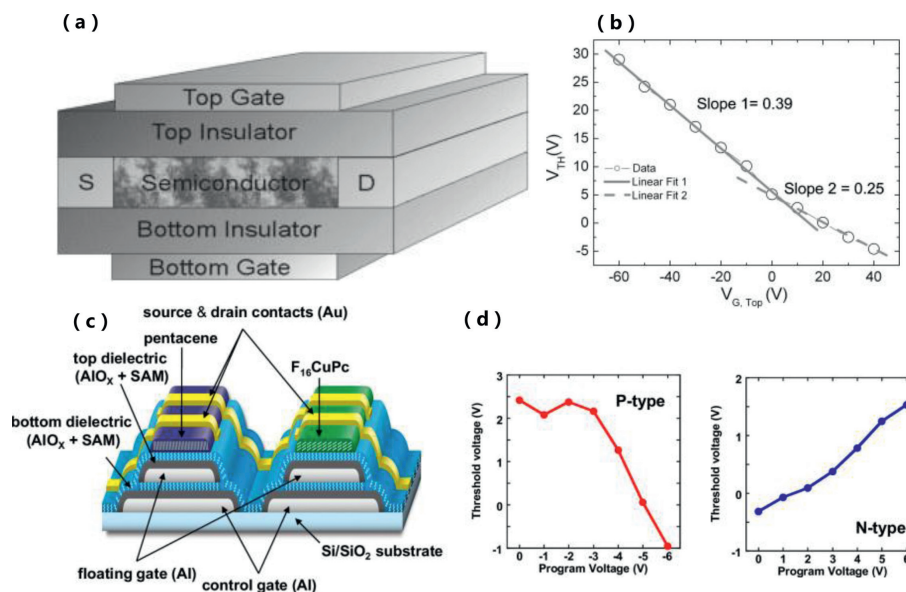 (a)
Top Gate
Top Insulator
S
Semiconductor
D
Bottom Insulator
Bottom Gate
(b)
30
25
20
15
10
5
0
-5
V_TH (V)
Slope 1= 0.39
Slope 2 = 0.25
Data
Linear Fit 1
Linear Fit 2
-60 -40 -20 0 20 40
V_G, Top (V)
(c)
source & drain contacts (Au)
pentacene
top dielectric
(AlOₓ + SAM)
F₁₆CuPc
bottom dielectric
(AlOₓ + SAM)
Si/SiO₂ substrate
floating gate (Al)
control gate (Al)
(d)
3
2
1
0
-1
Threshold voltage (V)
P-type
0 -1 -2 -3 -4 -5 -6
Program Voltage (V)
2
1
0
-1
Threshold voltage (V)
N-type
0 1 2 3 4 5 6
Program Voltage (V)